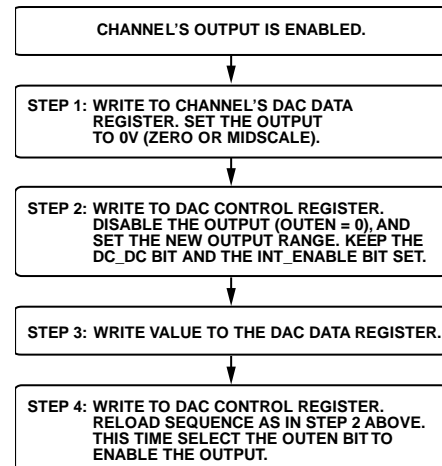 CHANNEL'S OUTPUT IS ENABLED.
STEP 1: WRITE TO CHANNEL'S DAC DATA
REGISTER. SET THE OUTPUT
TO 0V (ZERO OR MIDSCALE).
STEP 2: WRITE TO DAC CONTROL REGISTER.
DISABLE THE OUTPUT (OUTEN = 0), AND
SET THE NEW OUTPUT RANGE. KEEP THE
DC_DC BIT AND THE INT_ENABLE BIT SET.
STEP 3: WRITE VALUE TO THE DAC DATA REGISTER.
STEP 4: WRITE TO DAC CONTROL REGISTER.
RELOAD SEQUENCE AS IN STEP 2 ABOVE.
THIS TIME SELECT THE OUTEN BIT TO
ENABLE THE OUTPUT.